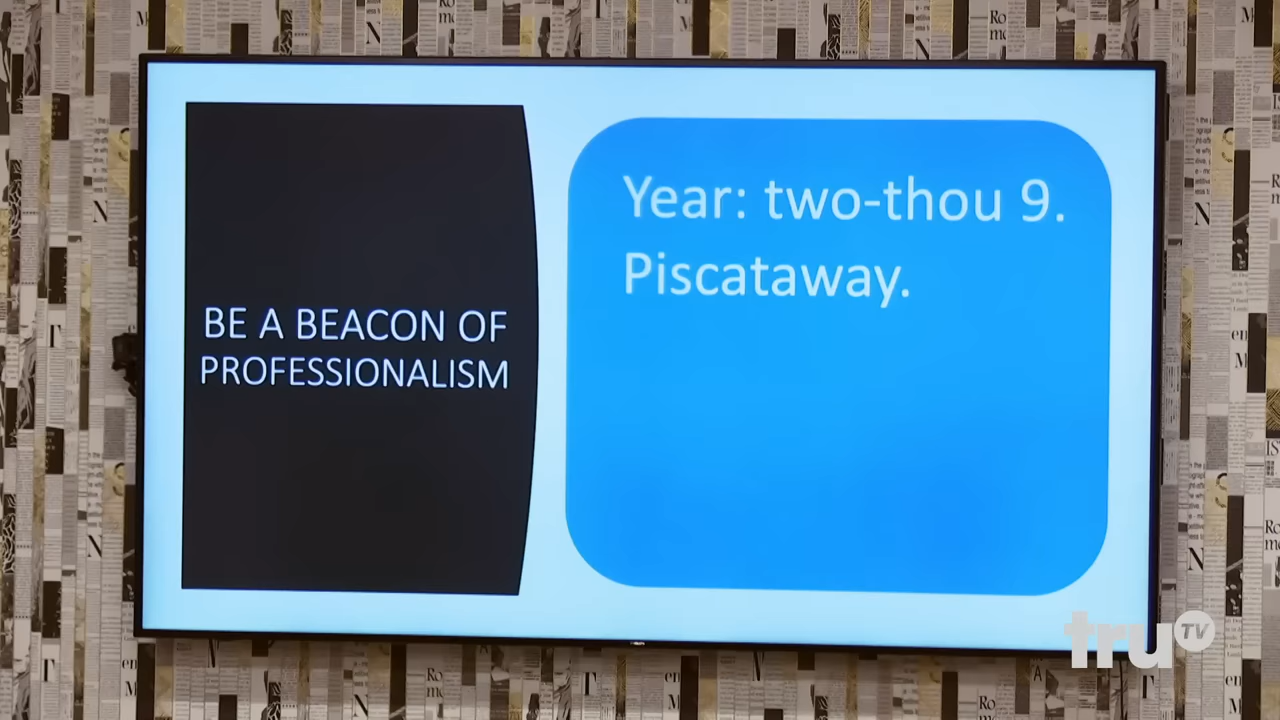 BE A BEACON OF
PROFESSIONALISM
Year: two-thou 9.
Piscataway.
truTV